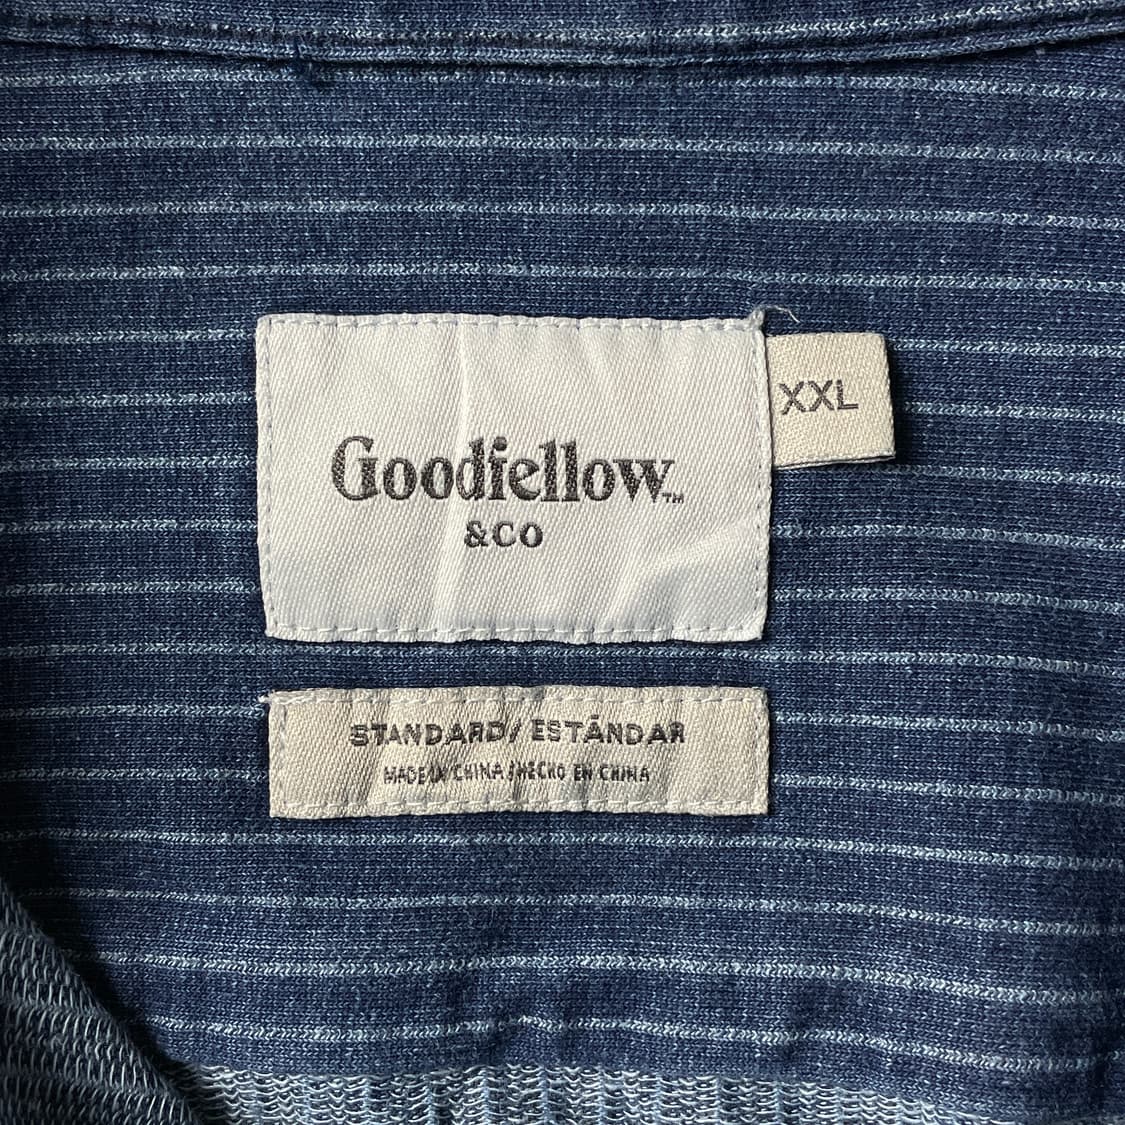 Goodfellow™
&CO
XXL
STANDARD/ ESTÁNDAR
MADE IN CHINA / HECHO EN CHINA